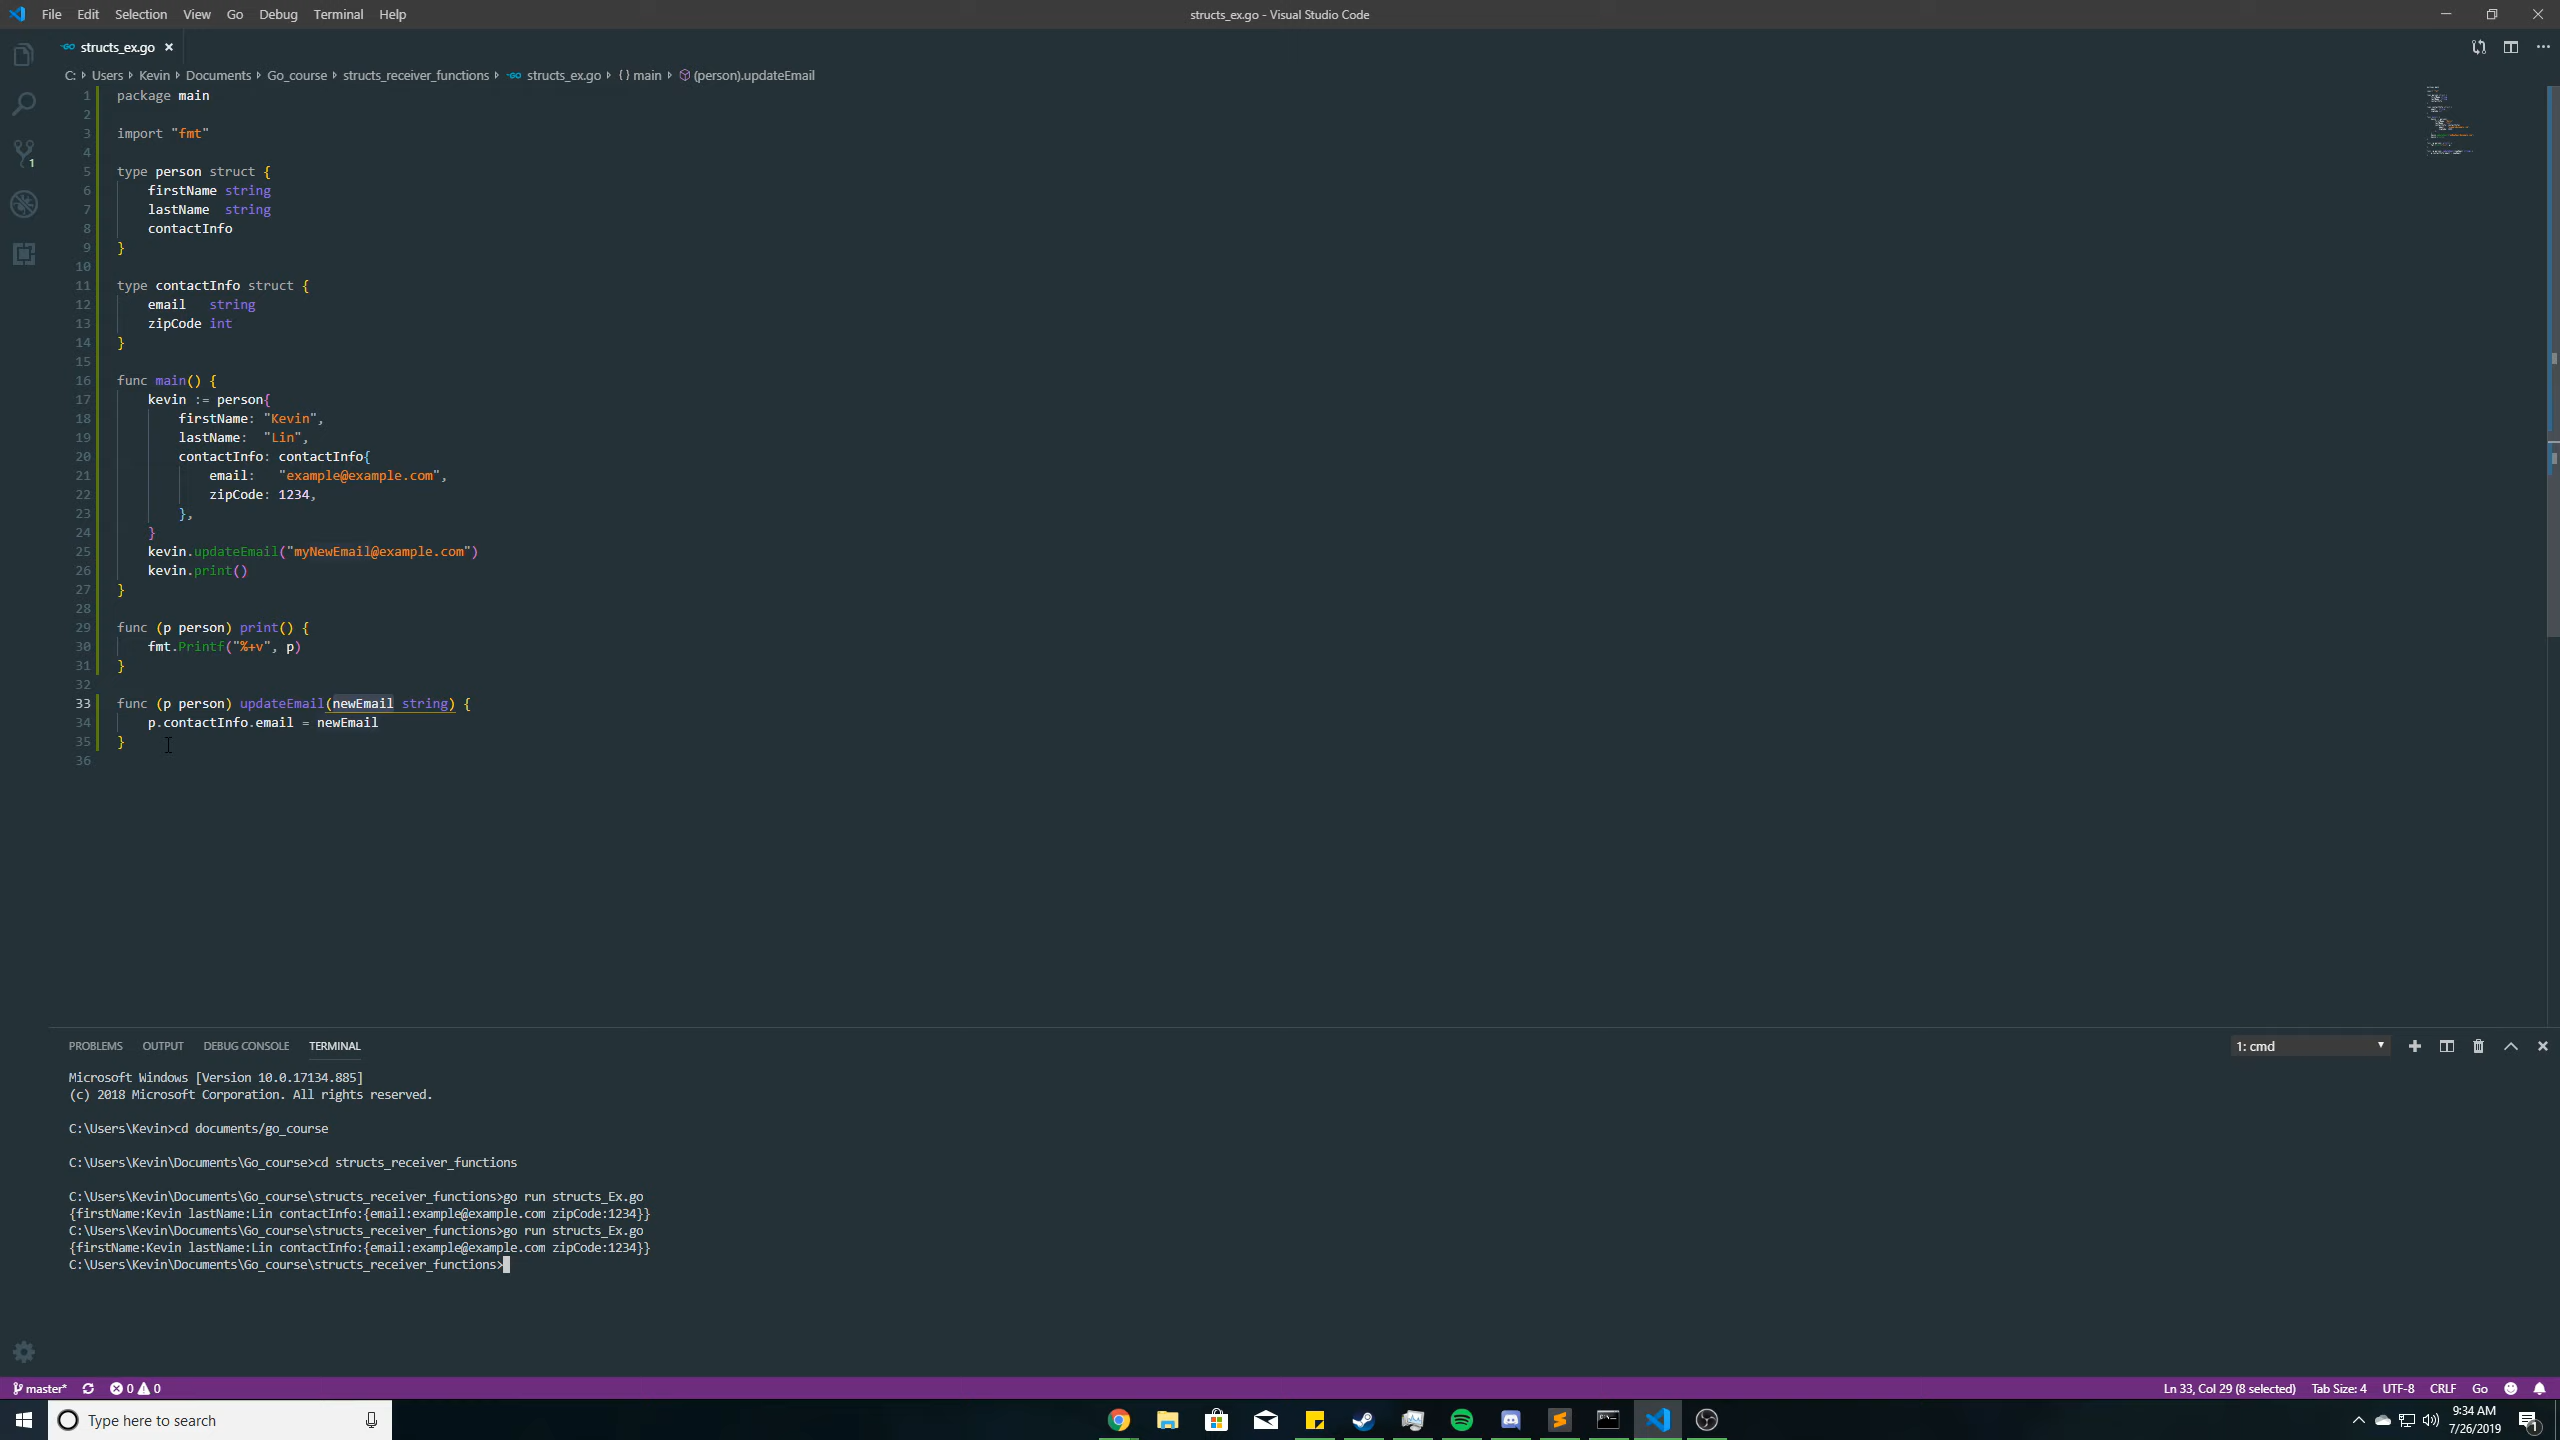 File Edit Selection View Go Debug Terminal Help
structs_ex.go - Visual Studio Code
structs_ex.go
C: Users Kevin Documents Go_course structs_receiver_functions structs_ex.go {} main (person).updateEmail
1 package main
2
3 import "fmt"
4
5 type person struct {
6 firstName string
7 lastName string
8 contactInfo
9 }
10
11 type contactInfo struct {
12 email string
13 zipCode int
14 }
15
16 func main() {
17 kevin := person{
18 firstName: "Kevin",
19 lastName: "Lin",
20 contactInfo: contactInfo{
21 email: "example@example.com",
22 zipCode: 1234,
23 },
24 }
25 kevin.updateEmail("myNewEmail@example.com")
26 kevin.print()
27 }
28
29 func (p person) print() {
30 fmt.Printf("%+v", p)
31 }
32
33 func (p person) updateEmail(newEmail string) {
34 p.contactInfo.email = newEmail
35 }
36
PROBLEMS OUTPUT DEBUG CONSOLE TERMINAL
1: cmd
Microsoft Windows [Version 10.0.17134.885]
(c) 2018 Microsoft Corporation. All rights reserved.
C:\Users\Kevin>cd documents/go_course
C:\Users\Kevin\Documents\Go_course>cd structs_receiver_functions
C:\Users\Kevin\Documents\Go_course\structs_receiver_functions>go run structs_Ex.go
{firstName:Kevin lastName:Lin contactInfo:{email:example@example.com zipCode:1234}}
C:\Users\Kevin\Documents\Go_course\structs_receiver_functions>go run structs_Ex.go
{firstName:Kevin lastName:Lin contactInfo:{email:example@example.com zipCode:1234}}
C:\Users\Kevin\Documents\Go_course\structs_receiver_functions>
master* 0 0
Ln 33, Col 29 (8 selected) Tab Size: 4 UTF-8 CRLF Go
Type here to search
9:34 AM
7/26/2019